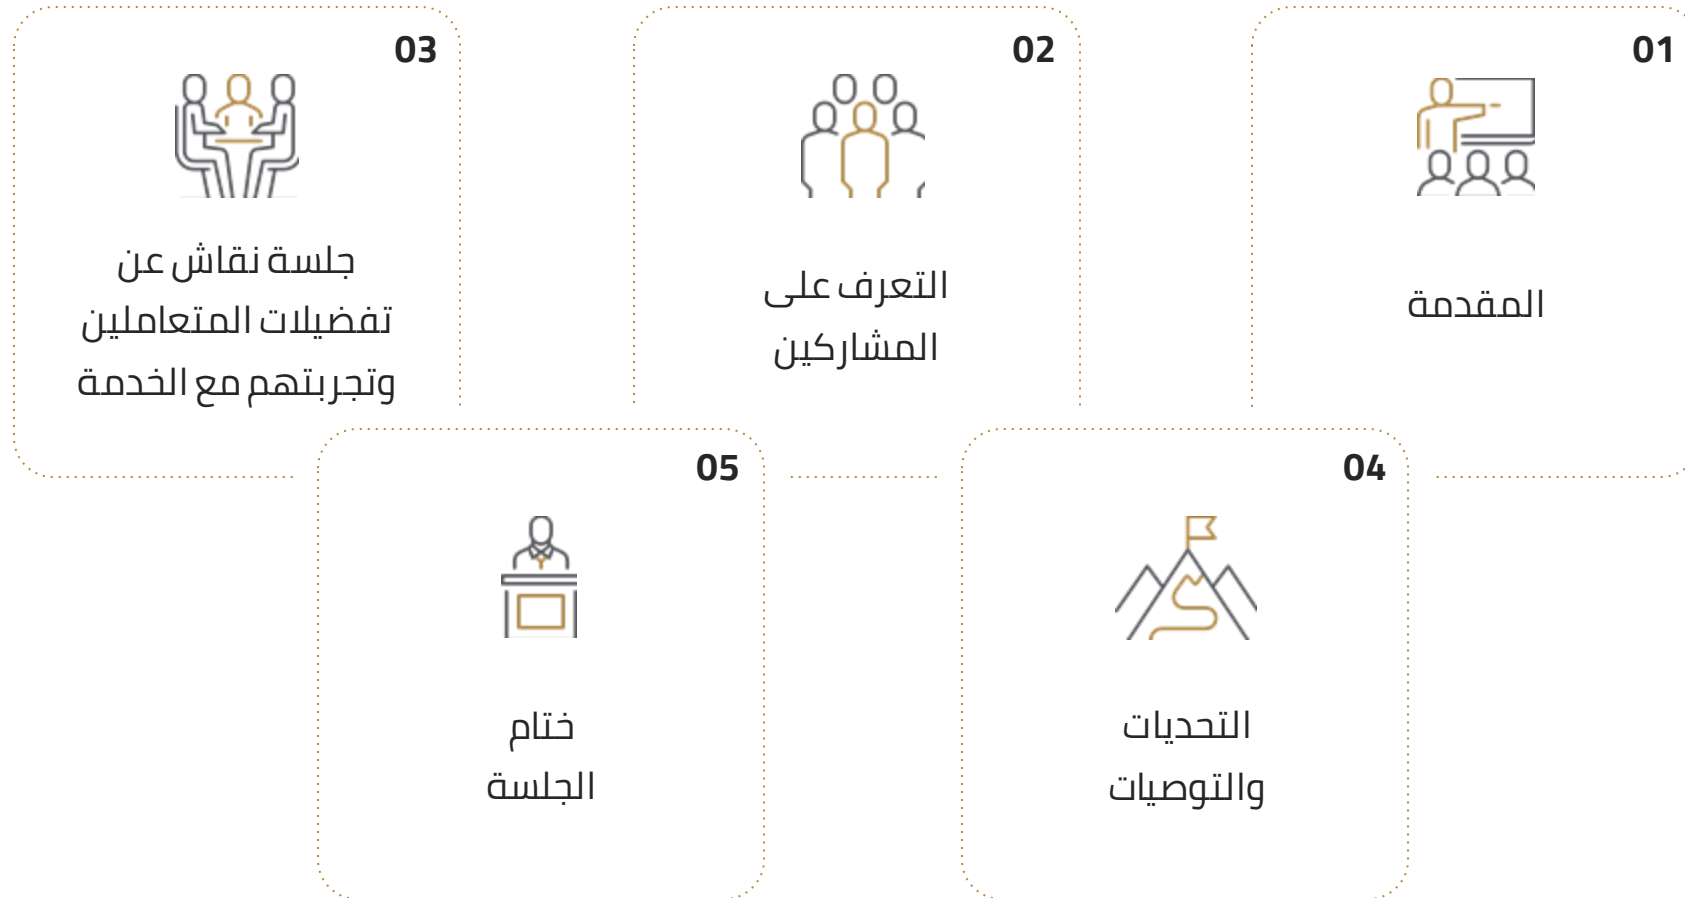 01
المقدمة
02
التعرف على
المشاركين
03
جلسة نقاش عن
تفضيلات المتعاملين
وتجربتهم مع الخدمة
04
التحديات
والتوصيات
05
ختام
الجلسة